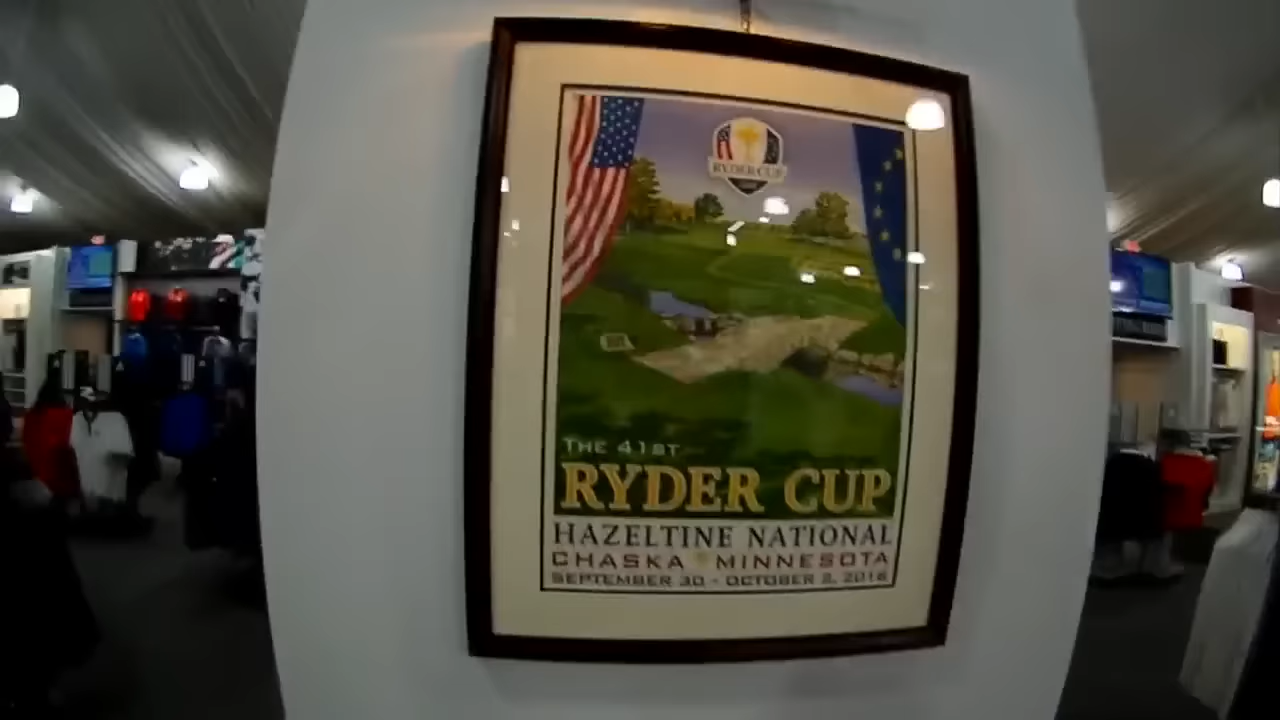 RYDER CUP
THE 41ST
RYDER CUP
HAZELTINE NATIONAL
CHASKA MINNESOTA
SEPTEMBER 30 - OCTOBER 2, 2016